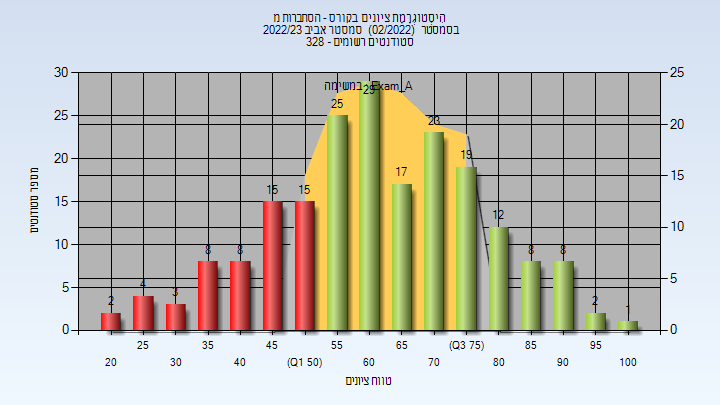 היסטוגרמת ציונים בקורס - הסתברות מ
בסמסטר (02/2022) סמסטר אביב 2022/23
328 - סטודנטים רשומים
במשימה: Exam_A
מספר סטודנטים
30 25 20 15 10 5 0
25 20 15 10 5 0
2 4 3 8 8 15 15 25 29 17 23 19 12 8 8 2 1
25 35 45 55 65 (Q3 75) 85 95
20 30 40 (Q1 50) 60 70 80 90 100
טווח ציונים